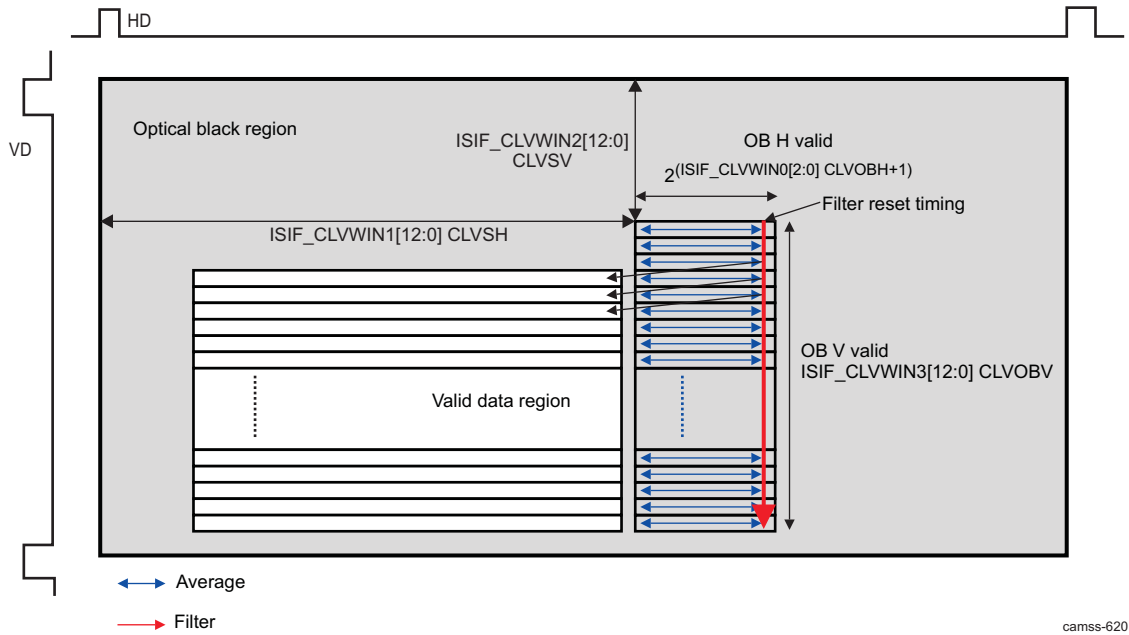 HD
VD
Optical black region
ISIF_CLVWIN2[12:0]
CLVSV
OB H valid
2(ISIF_CLVWIN0[2:0] CLVOBH+1)
Filter reset timing
ISIF_CLVWIN1[12:0] CLVSH
OB V valid
ISIF_CLVWIN3[12:0] CLVOBV
Valid data region
Average
Filter
camss-620